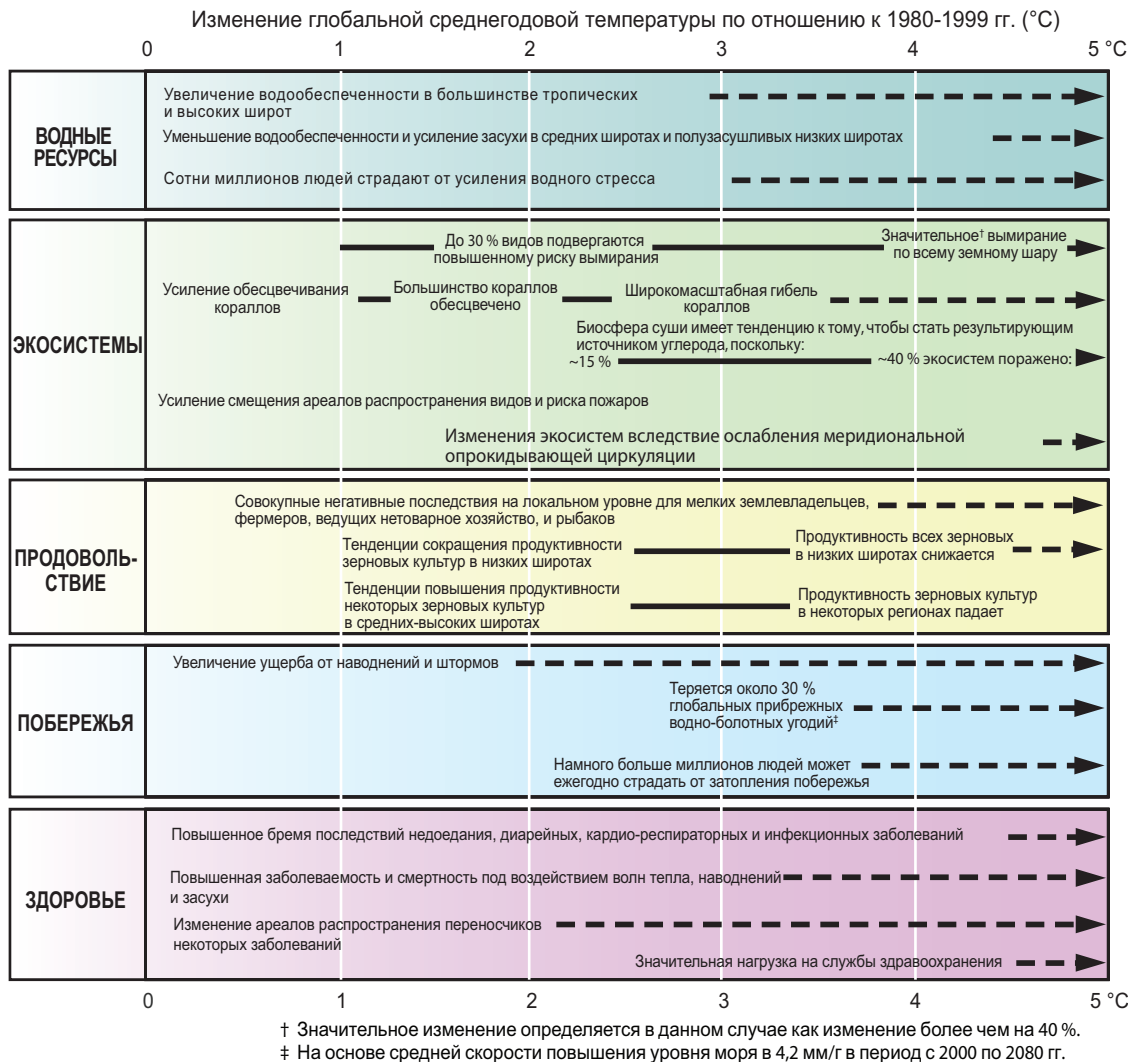 Изменение глобальной среднегодовой температуры по отношению к 1980-1999 гг. (°C)
0 1 2 3 4 5 °C
ВОДНЫЕ
РЕСУРСЫ
Увеличение водообеспеченности в большинстве тропических
и высоких широт
Уменьшение водообеспеченности и усиление засухи в средних широтах и полузасушливых низких широтах
Сотни миллионов людей страдают от усиления водного стресса
ЭКОСИСТЕМЫ
До 30 % видов подвергаются
повышенному риску вымирания
Значительное† вымирание
по всему земному шару
Усиление обесцвечивания
кораллов
Большинство кораллов
обесцвечено
Широкомасштабная гибель
кораллов
Биосфера суши имеет тенденцию к тому, чтобы стать результирующим
источником углерода, поскольку:
~15 %
~40 % экосистем поражено:
Усиление смещения ареалов распространения видов и риска пожаров
Изменения экосистем вследствие ослабления меридиональной
опрокидывающей циркуляции
ПРОДОВОЛЬ-
СТВИЕ
Совокупные негативные последствия на локальном уровне для мелких землевладельцев,
фермеров, ведущих нетоварное хозяйство, и рыбаков
Тенденции сокращения продуктивности
зерновых культур в низких широтах
Продуктивность всех зерновых
в низких широтах снижается
Тенденции повышения продуктивности
некоторых зерновых культур
в средних-высоких широтах
Продуктивность зерновых культур
в некоторых регионах падает
ПОБЕРЕЖЬЯ
Увеличение ущерба от наводнений и штормов
Теряется около 30 %
глобальных прибрежных
водно-болотных угодий‡
Намного больше миллионов людей может
ежегодно страдать от затопления побережья
ЗДОРОВЬЕ
Повышенное бремя последствий недоедания, диарейных, кардио-респираторных и инфекционных заболеваний
Повышенная заболеваемость и смертность под воздействием волн тепла, наводнений
и засухи
Изменение ареалов распространения переносчиков
некоторых заболеваний
Значительная нагрузка на службы здравоохранения
0 1 2 3 4 5 °C
† Значительное изменение определяется в данном случае как изменение более чем на 40 %.
‡ На основе средней скорости повышения уровня моря в 4,2 мм/г в период с 2000 по 2080 гг.